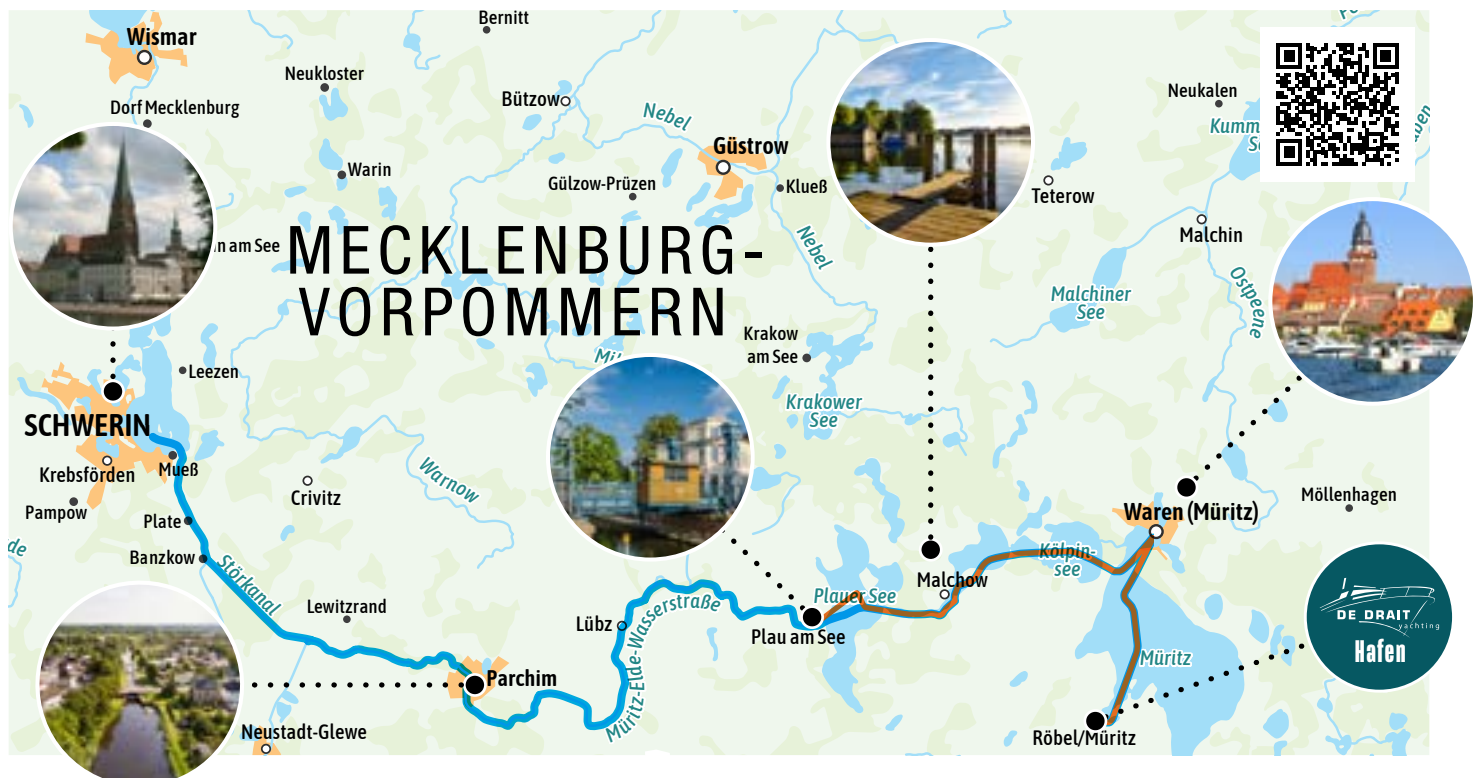 Bernitt
Wismar
Neukloster
Neukalen
Bützow
Dorf Mecklenburg
Nebel
Güstrow
Warin
Gülzow-Prüzen
Klueß
Teterow
Malchin
n am See
MECKLENBURG-
VORPOMMERN
Nebel
Ostpeene
Malchiner
See
Krakow
am See
Leezen
Krakower
See
SCHWERIN
Mueß
Krebsförden
Warnow
Crivitz
Pampow
Möllenhagen
Waren (Müritz)
Plate
Banzkow
Kölpin-
see
Störkanal
Malchow
Plauer See
Lewitzrand
Lübz
Plau am See
Müritz-Elde-Wasserstraße
DE DRAIT
yachting
Hafen
Müritz
Parchim
Neustadt-Glewe
Röbel/Müritz